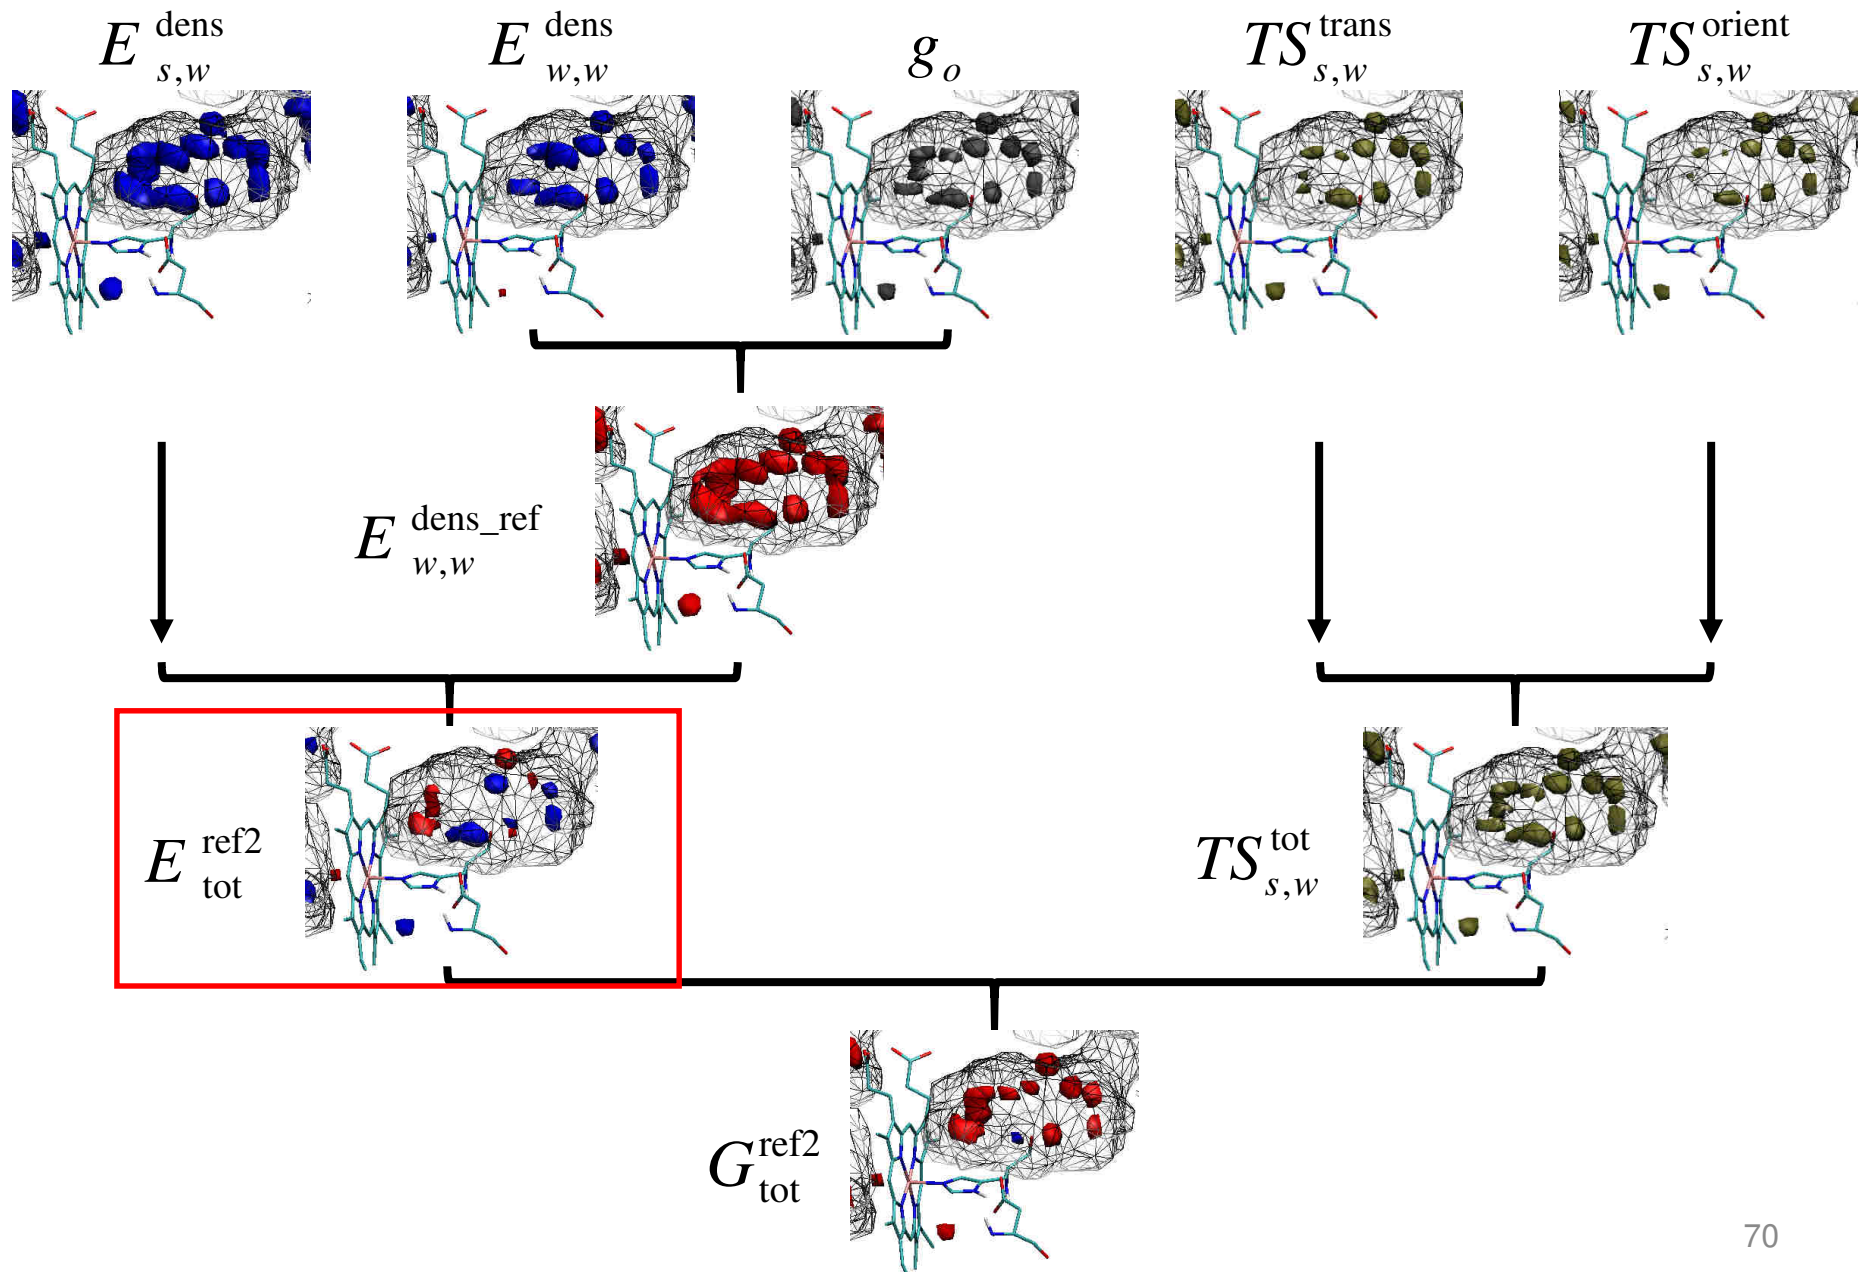 E s,w dens
E w,w dens
g o
TS s,w trans
TS s,w orient
E w,w dens_ref
E tot ref2
TS s,w tot
G tot ref2
70